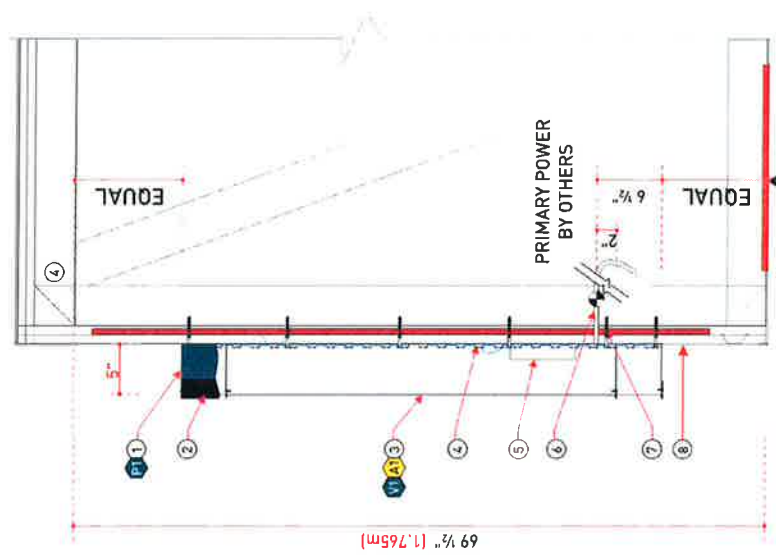 EQUAL
④
5"
P1 ①
②
V1 A1 ③
④
⑤
⑥
⑦
⑧
PRIMARY POWER
BY OTHERS
2"
6 ½"
EQUAL
69 ½" (1.765m)